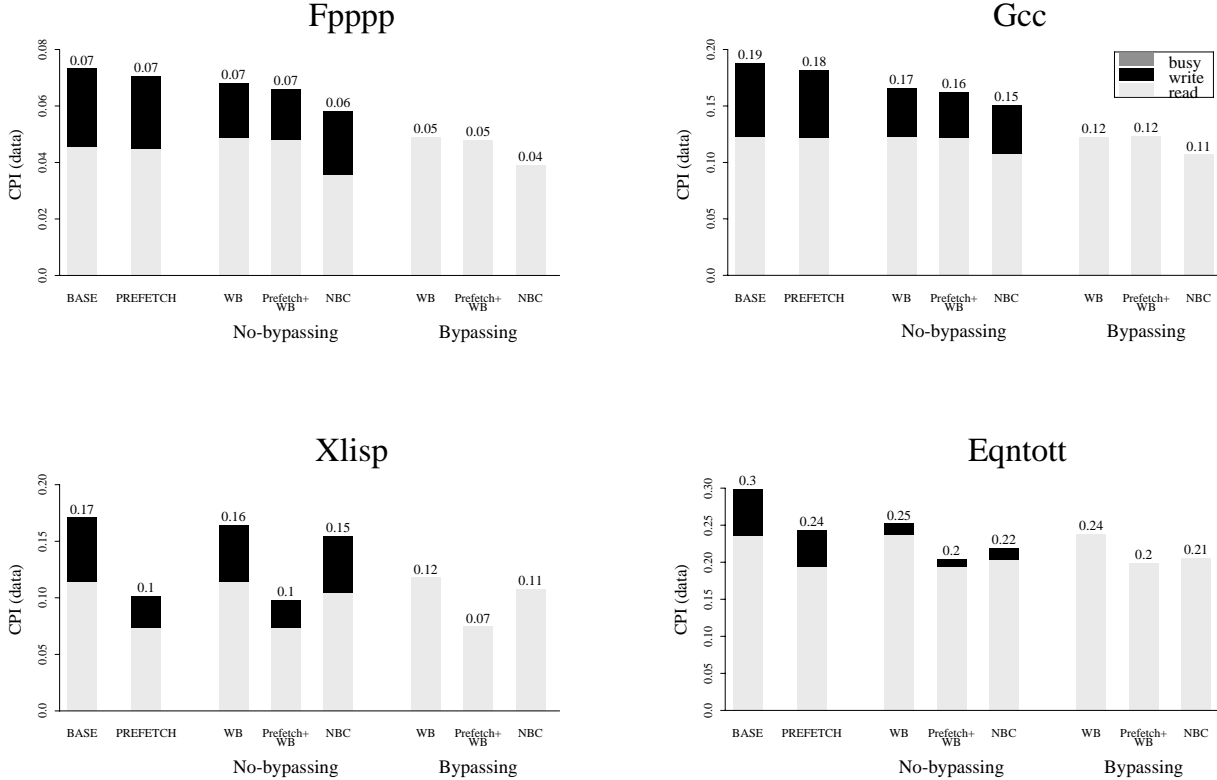 Fpppp
CPI (data)
0.0 0.02 0.04 0.06 0.08
0.07 0.07 0.07 0.07 0.06 0.05 0.05 0.04
BASE PREFETCH WB Prefetch+ WB NBC WB Prefetch+ WB NBC
No-bypassing Bypassing
Gcc
CPI (data)
0.0 0.05 0.10 0.15 0.20
0.19 0.18 0.17 0.16 0.15 0.12 0.12 0.11
busy
write
read
BASE PREFETCH WB Prefetch+ WB NBC WB Prefetch+ WB NBC
No-bypassing Bypassing
Xlisp
CPI (data)
0.0 0.05 0.10 0.15 0.20
0.17 0.1 0.16 0.1 0.15 0.12 0.07 0.11
BASE PREFETCH WB Prefetch+ WB NBC WB Prefetch+ WB NBC
No-bypassing Bypassing
Eqntott
CPI (data)
0.0 0.05 0.10 0.15 0.20 0.25 0.30
0.3 0.24 0.25 0.2 0.22 0.24 0.2 0.21
BASE PREFETCH WB Prefetch+ WB NBC WB Prefetch+ WB NBC
No-bypassing Bypassing